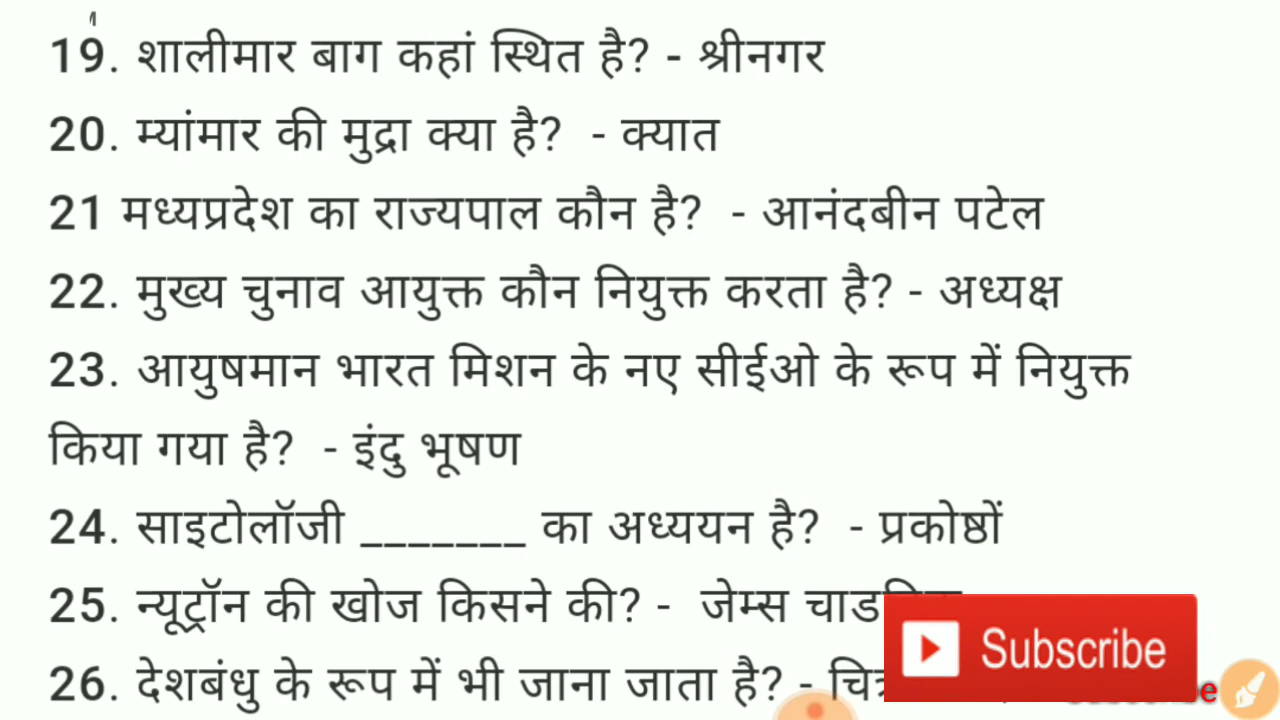 19. शालीमार बाग कहां स्थित है? - श्रीनगर
20. म्यांमार की मुद्रा क्या है? - क्यात
21 मध्यप्रदेश का राज्यपाल कौन है? - आनंदबीन पटेल
22. मुख्य चुनाव आयुक्त कौन नियुक्त करता है? - अध्यक्ष
23. आयुषमान भारत मिशन के नए सीईओ के रूप में नियुक्त
किया गया है? - इंदु भूषण
24. साइटोलॉजी _______ का अध्ययन है? - प्रकोष्ठों
25. न्यूट्रॉन की खोज किसने की? - जेम्स
26. देशबंधु के रूप में भी जाना जाता है? -
Subscribe